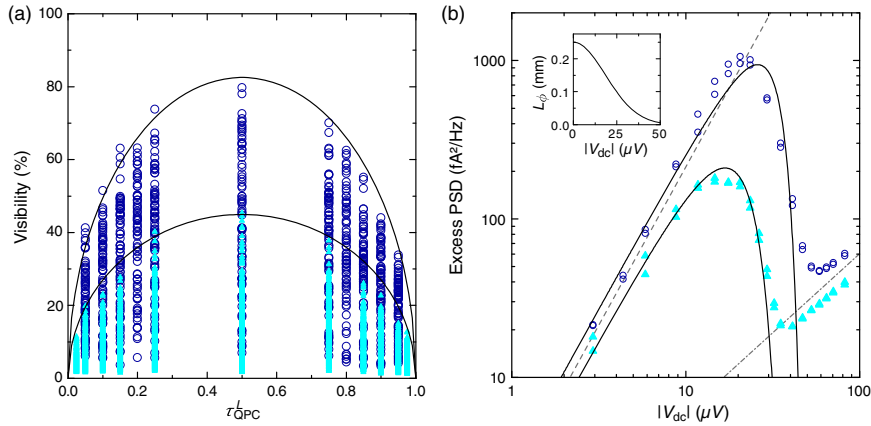 (a)
100
80
60
40
20
0
Visibility (%)
0.0 0.2 0.4 0.6 0.8 1.0
τ^L_QPC
(b)
1000
100
10
Excess PSD (fA²/Hz)
1 10 100
|V_dc| (μV)
0.2
0.1
0.0
L_ϕ (mm)
0 25 50
|V_dc| (μV)